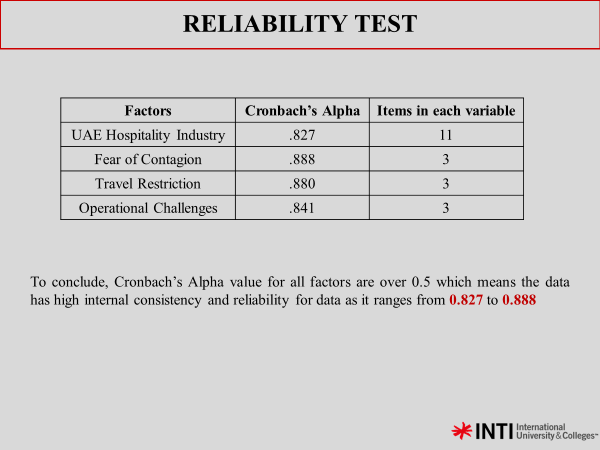 RELIABILITY TEST
Factors Cronbach’s Alpha Items in each variable
UAE Hospitality Industry .827 11
Fear of Contagion .888 3
Travel Restriction .880 3
Operational Challenges .841 3
To conclude, Cronbach’s Alpha value for all factors are over 0.5 which means the data
has high internal consistency and reliability for data as it ranges from 0.827 to 0.888
INTI International
University & Colleges™